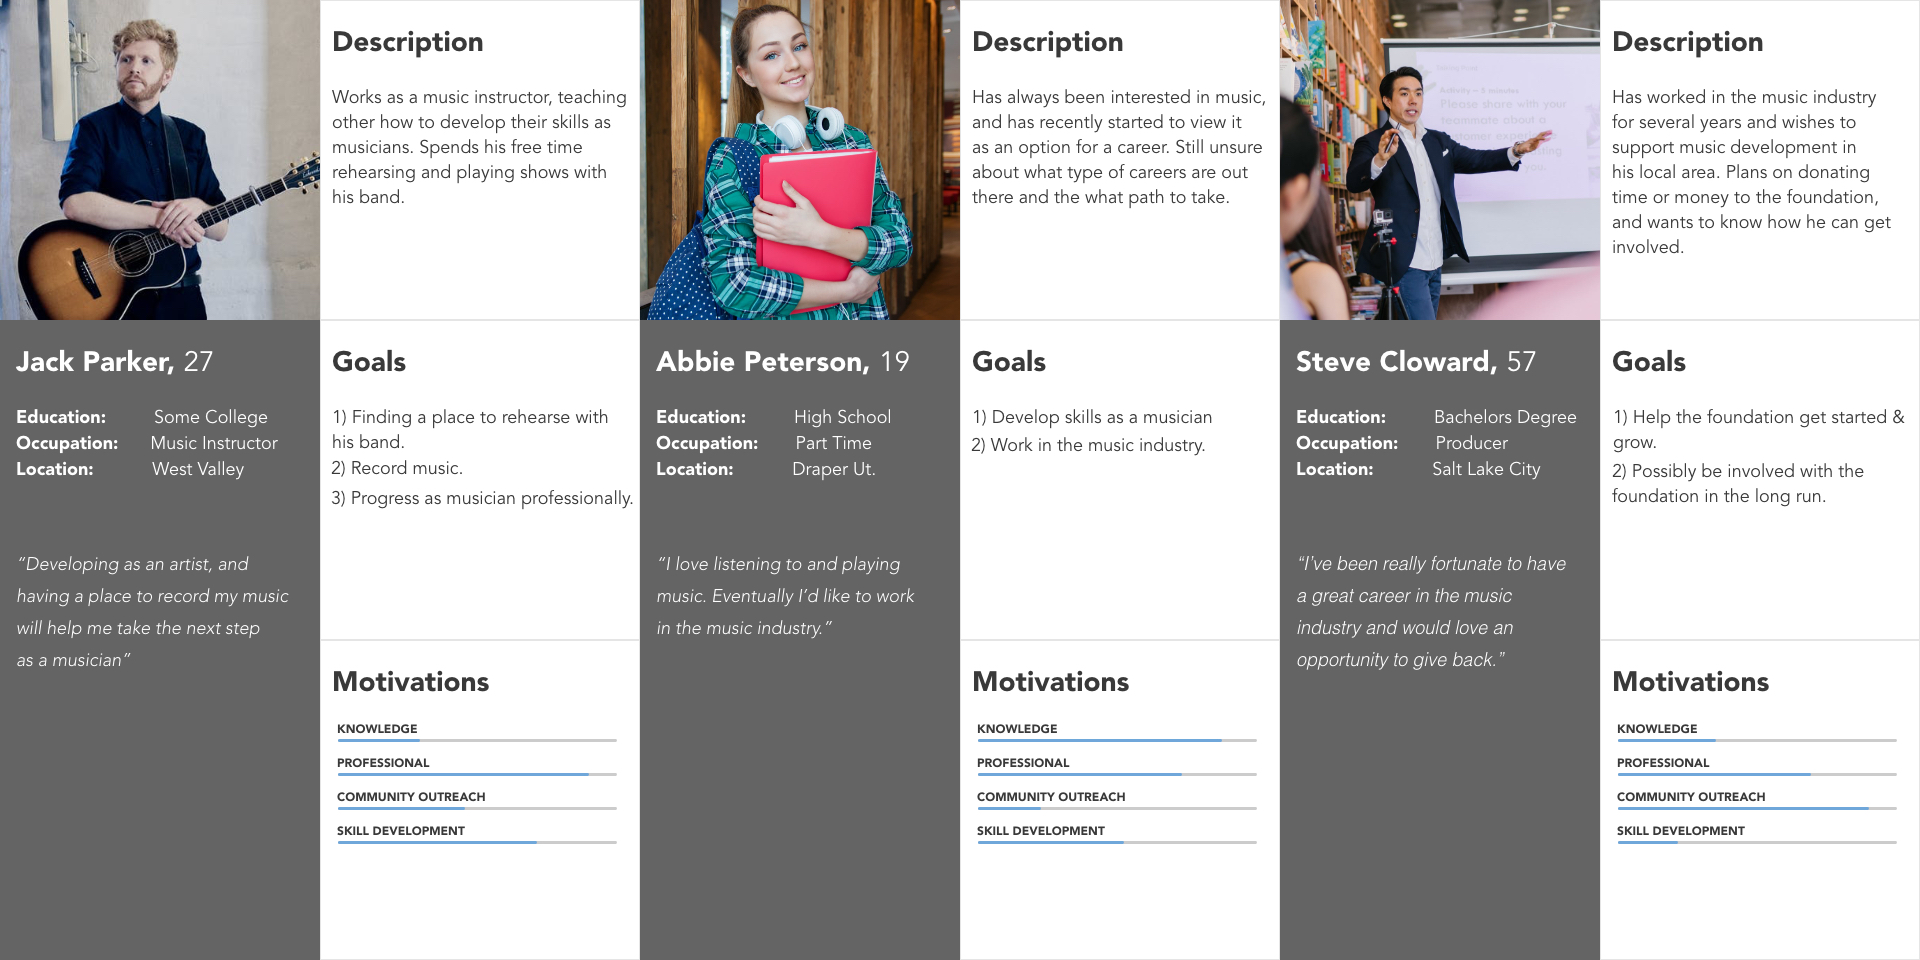 Description
Works as a music instructor, teaching
other how to develop their skills as
musicians. Spends his free time
rehearsing and playing shows with
his band.
Jack Parker, 27
Education: Some College
Occupation: Music Instructor
Location: West Valley
“Developing as an artist, and
having a place to record my music
will help me take the next step
as a musician”
Goals
1) Finding a place to rehearse with
his band.
2) Record music.
3) Progress as musician professionally.
Motivations
KNOWLEDGE
PROFESSIONAL
COMMUNITY OUTREACH
SKILL DEVELOPMENT
Description
Has always been interested in music,
and has recently started to view it
as an option for a career. Still unsure
about what type of careers are out
there and the what path to take.
Abbie Peterson, 19
Education: High School
Occupation: Part Time
Location: Draper Ut.
“I love listening to and playing
music. Eventually I’d like to work
in the music industry.”
Goals
1) Develop skills as a musician
2) Work in the music industry.
Motivations
KNOWLEDGE
PROFESSIONAL
COMMUNITY OUTREACH
SKILL DEVELOPMENT
Activity – 5 minutes
Please share with your
teammate about a
customer
you.
Description
Has worked in the music industry
for several years and wishes to
support music development in
his local area. Plans on donating
time or money to the foundation,
and wants to know how he can get
involved.
Steve Cloward, 57
Education: Bachelors Degree
Occupation: Producer
Location: Salt Lake City
“I’ve been really fortunate to have
a great career in the music
industry and would love an
opportunity to give back.”
Goals
1) Help the foundation get started &
grow.
2) Possibly be involved with the
foundation in the long run.
Motivations
KNOWLEDGE
PROFESSIONAL
COMMUNITY OUTREACH
SKILL DEVELOPMENT